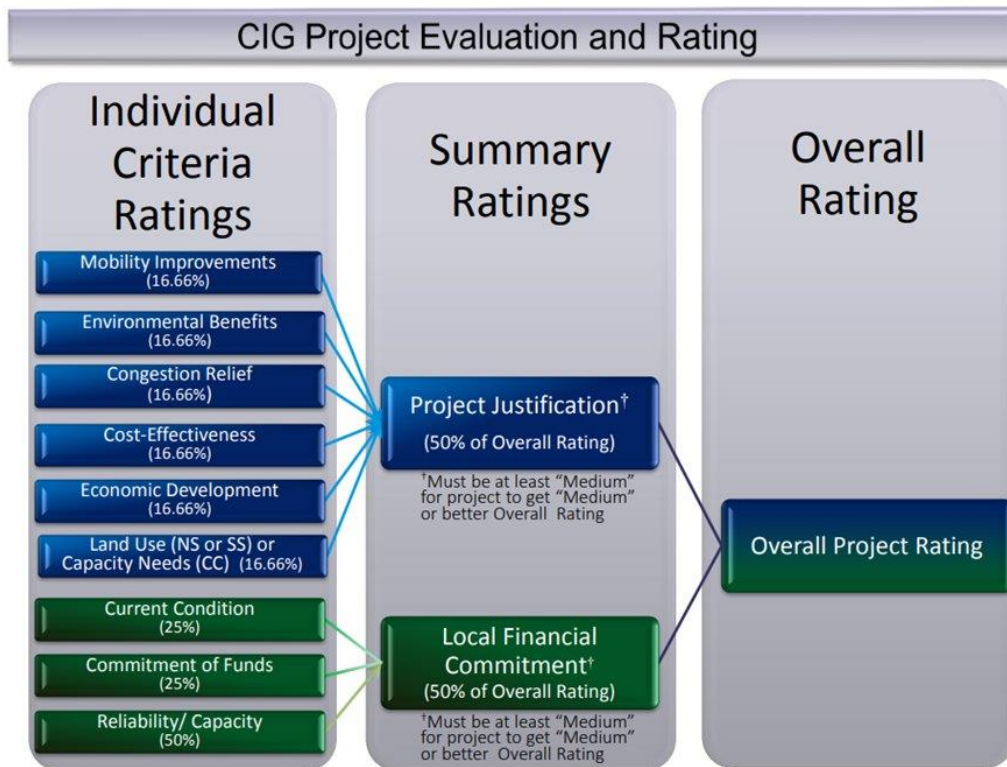 CIG Project Evaluation and Rating
Individual
Criteria
Ratings
Mobility Improvements
(16.66%)
Environmental Benefits
(16.66%)
Congestion Relief
(16.66%)
Cost-Effectiveness
(16.66%)
Economic Development
(16.66%)
Land Use (NS or SS) or
Capacity Needs (CC) (16.66%)
Current Condition
(25%)
Commitment of Funds
(25%)
Reliability/ Capacity
(50%)
Summary
Ratings
Project Justification†
(50% of Overall Rating)
†Must be at least “Medium”
for project to get “Medium”
or better Overall Rating
Local Financial
Commitment†
(50% of Overall Rating)
†Must be at least “Medium”
for project to get “Medium”
or better Overall Rating
Overall
Rating
Overall Project Rating